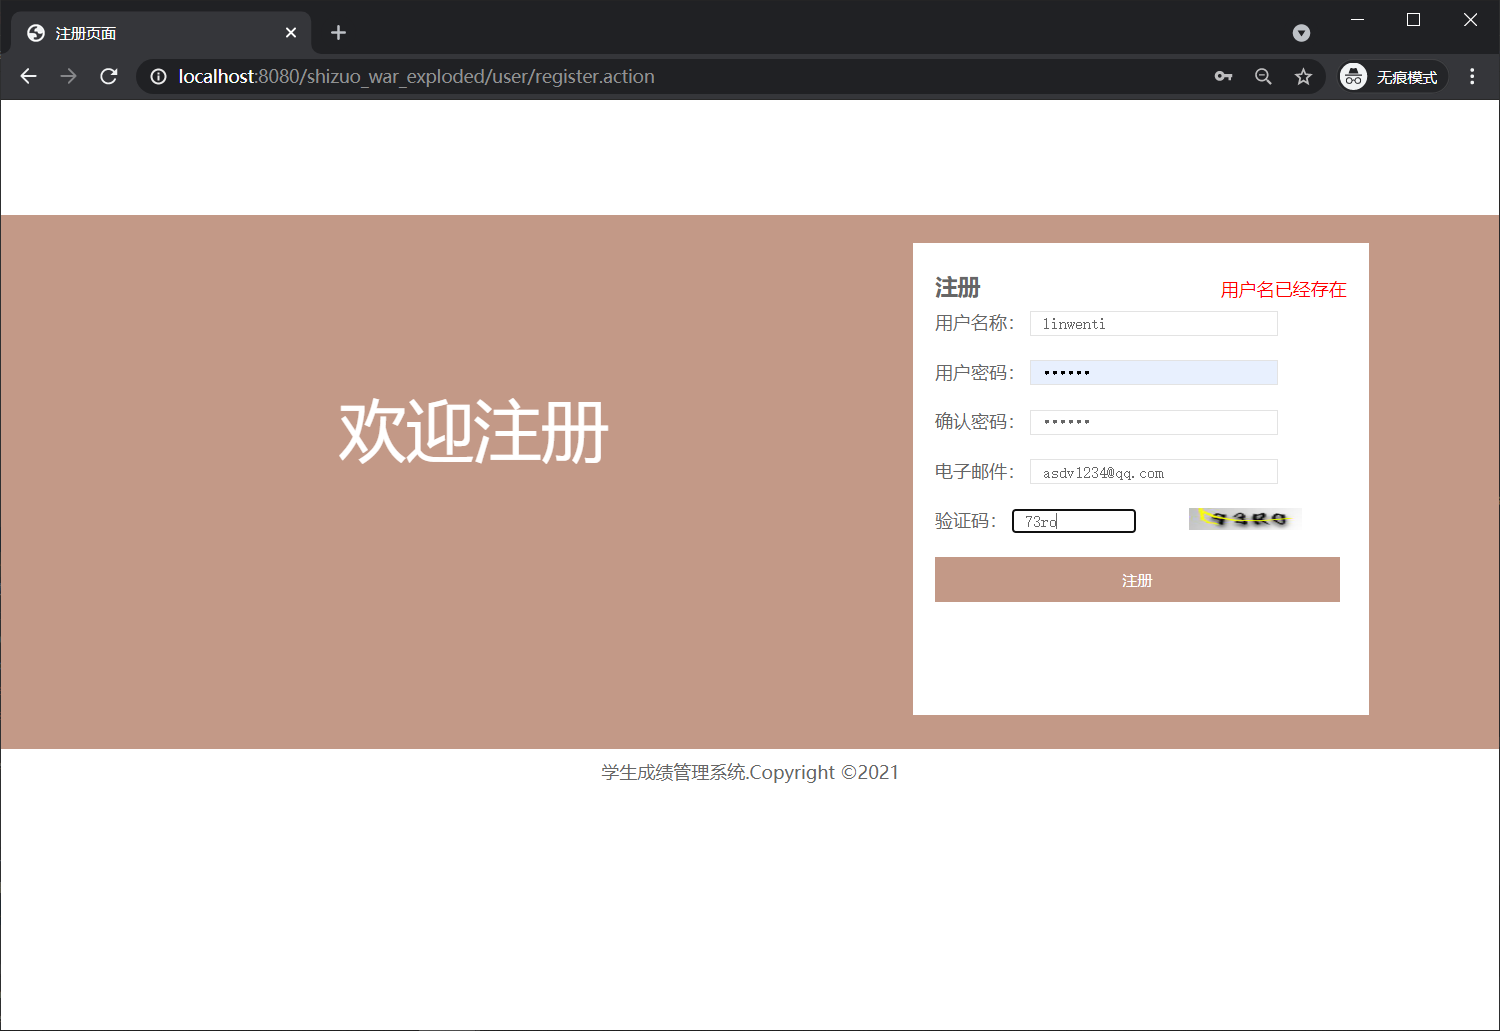 注册页面
localhost:8080/shizuo_war_exploded/user/register.action
无痕模式
欢迎注册
注册
用户名已经存在
用户名称： linwenti
用户密码： ••••••
确认密码： ••••••
电子邮件： asdv1234@qq.com
验证码： 73ro
73R0
注册
学生成绩管理系统.Copyright ©2021